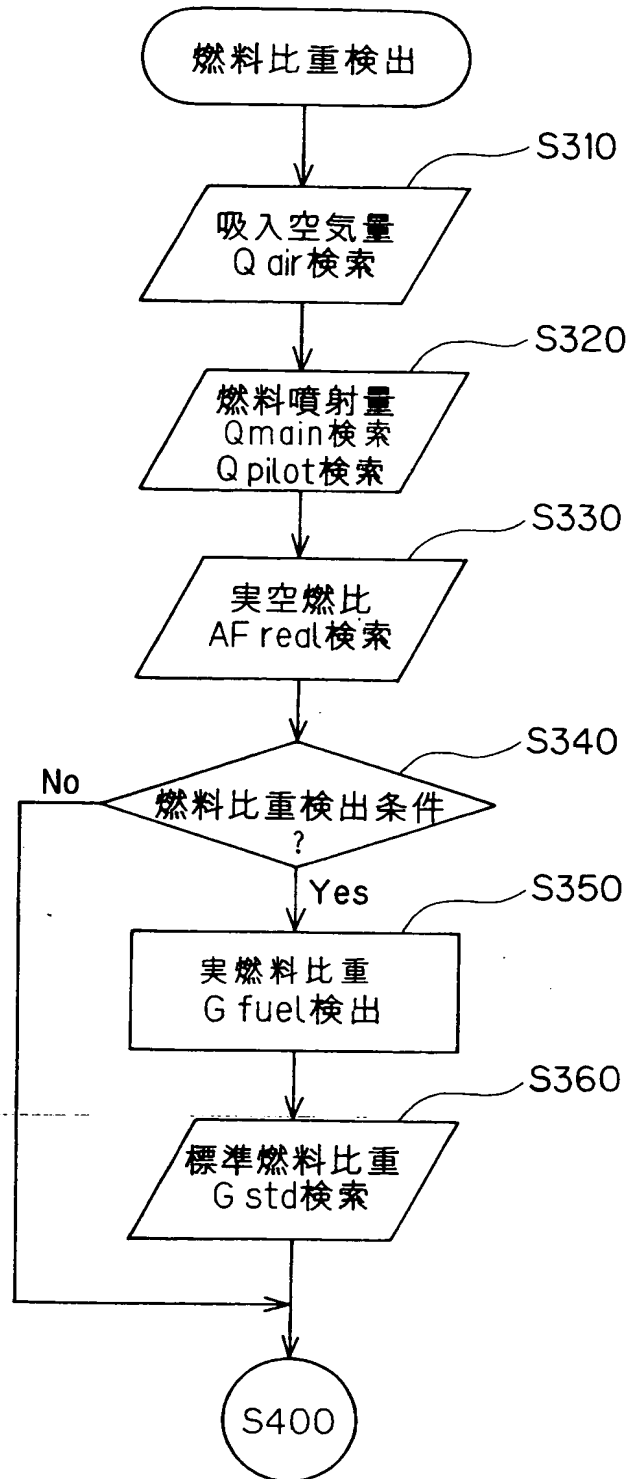 燃料比重検出
S310
吸入空気量
Q air検索
S320
燃料噴射量
Qmain検索
Q pilot検索
S330
実空燃比
AF real検索
S340
No
燃料比重検出条件
?
Yes
S350
実燃料比重
G fuel検出
S360
標準燃料比重
G std検索
S400